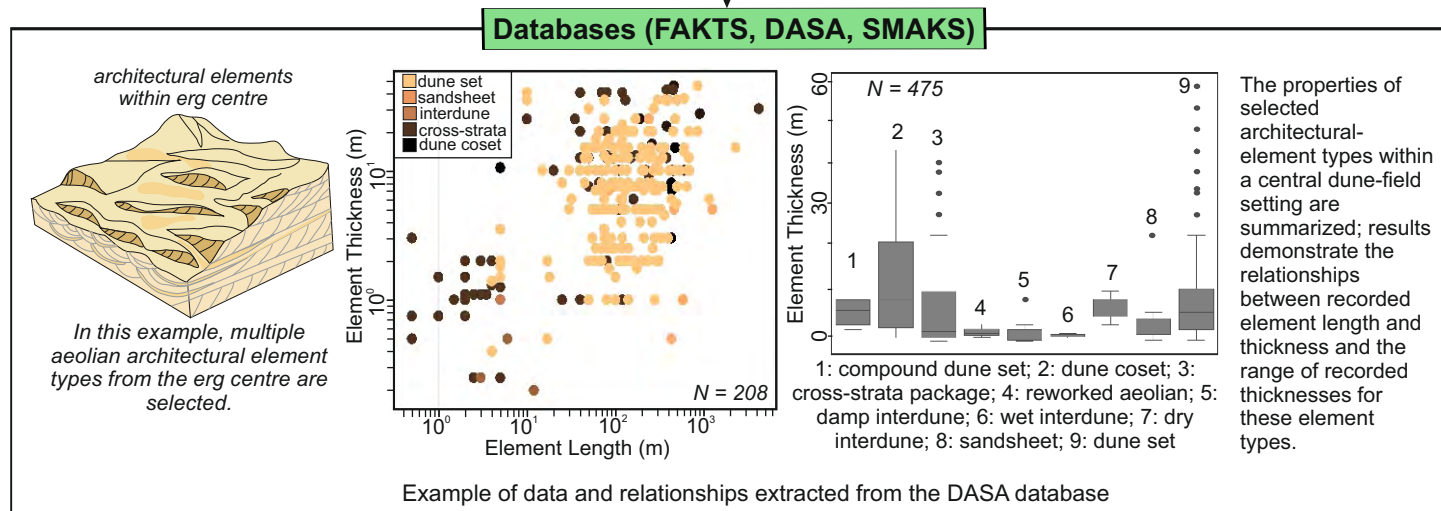 Databases (FAKTS, DASA, SMAKS)
architectural elements
within erg centre
In this example, multiple
aeolian architectural element
types from the erg centre are
selected.
dune set
sandsheet
interdune
cross-strata
dune coset
Element Thickness (m)
10¹
10⁰
N = 208
10⁰ 10¹ 10² 10³
Element Length (m)
N = 475
Element Thickness (m)
60
30
0
1
2
3
4
5
6
7
8
9
1: compound dune set; 2: dune coset; 3:
cross-strata package; 4: reworked aeolian; 5:
damp interdune; 6: wet interdune; 7: dry
interdune; 8: sandsheet; 9: dune set
The properties of
selected
architectural-
element types within
a central dune-field
setting are
summarized; results
demonstrate the
relationships
between recorded
element length and
thickness and the
range of recorded
thicknesses for
these element
types.
Example of data and relationships extracted from the DASA database